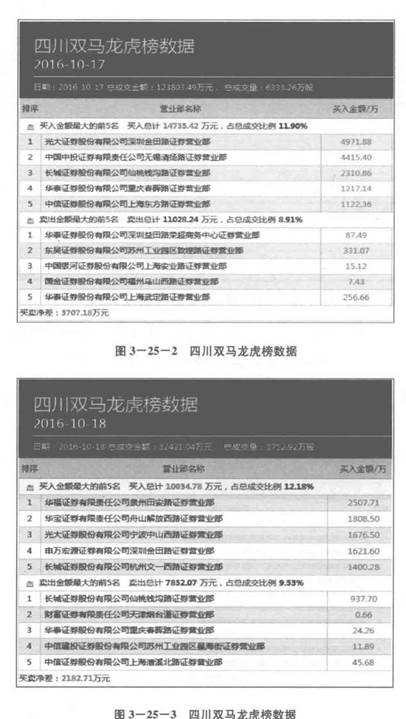 四川双马龙虎榜数据
2016-10-17
日期：2016-10-17 总成交金额：123803.49万元， 总成交量：6333.26万股
排序 营业部名称 买入金额/万
买入金额最大的前5名 买入总计 14735.42 万元，占总成交比例 11.90%
1 光大证券股份有限公司深圳金田路证券营业部 4971.88
2 中国中投证券有限责任公司无锡清扬路证券营业部 4415.40
3 长城证券股份有限公司仙桃钱沟路证券营业部 2310.86
4 华泰证券股份有限公司重庆春晖路证券营业部 1217.14
5 中信证券股份有限公司上海东方路证券营业部 1122.36
卖出金额最大的前5名 卖出总计 11028.24 万元，占总成交比例 8.91%
1 华泰证券股份有限公司深圳益田路荣超商务中心证券营业部 87.49
2 东吴证券股份有限公司苏州工业园区敦煌路证券营业部 331.07
3 中国银河证券股份有限公司上海安业路证券营业部 15.12
4 国金证券股份有限公司福州乌山西路证券营业部 7.43
5 华泰证券股份有限公司上海武定路证券营业部 256.66
买卖净差：3707.18万元
图 3-25-2 四川双马龙虎榜数据
四川双马龙虎榜数据
2016-10-18
日期：2016-10-18 总成交金额：82421.04万元 总成交量：3712.92万股
排序 营业部名称 买入金额/万
买入金额最大的前5名 买入总计 10034.78 万元，占总成交比例 12.18%
1 华福证券有限责任公司泉州田安路证券营业部 2507.71
2 华宝证券有限责任公司舟山解放西路证券营业部 1808.50
3 光大证券股份有限公司宁波中山西路证券营业部 1676.50
4 申万宏源证券有限公司深圳金田路证券营业部 1621.60
5 长城证券股份有限公司杭州文一西路证券营业部 1400.28
卖出金额最大的前5名 卖出总计 7852.07 万元，占总成交比例 9.53%
1 长城证券股份有限公司仙桃钱沟路证券营业部 937.70
2 财富证券有限责任公司天津烟台道证券营业部 0.66
3 华泰证券股份有限公司重庆春晖路证券营业部 24.26
4 中信建投证券股份有限公司苏州工业园区星海街证券营业部 11.89
5 中信证券股份有限公司上海漕溪北路证券营业部 45.68
买卖净差：2182.71万元
图 3-25-3 四川双马龙虎榜数据